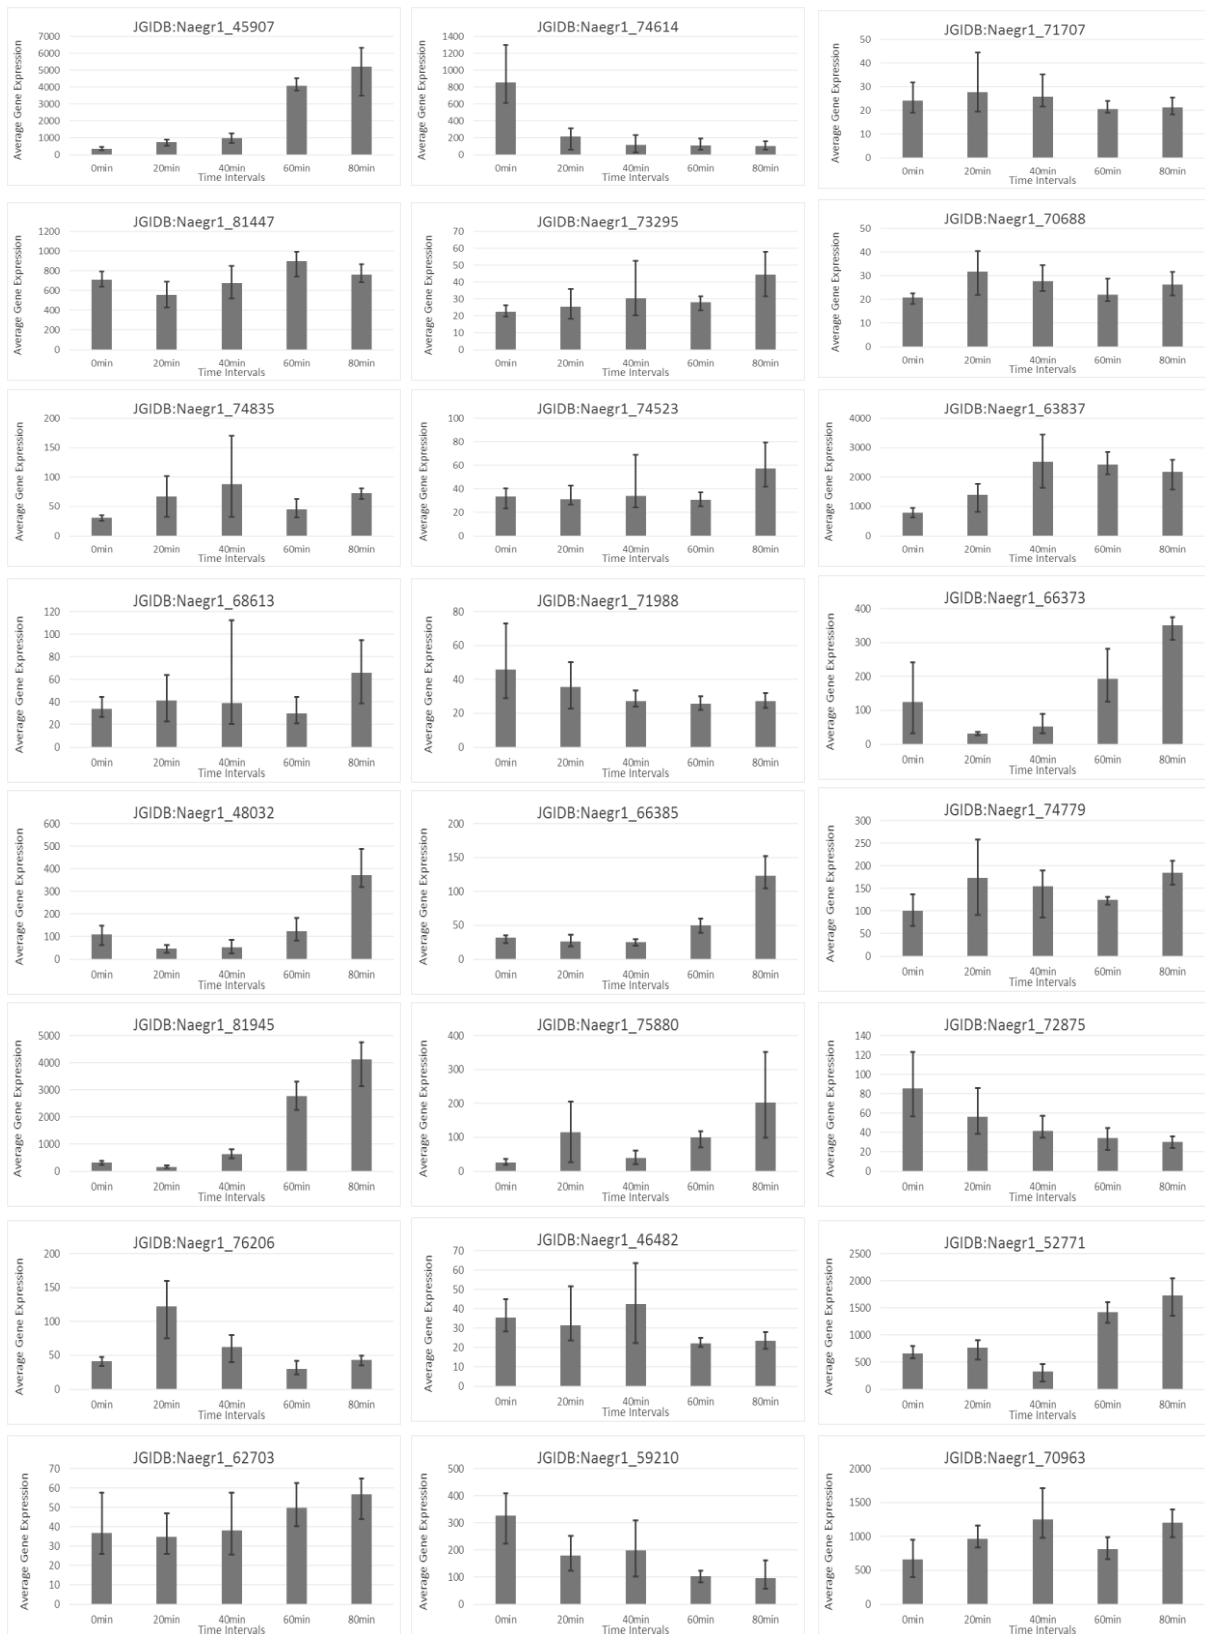 JGIDB:Naegr1_45907
Average Gene Expression
7000
6000
5000
4000
3000
2000
1000
0
0min 20min 40min 60min 80min
Time Intervals
JGIDB:Naegr1_74614
Average Gene Expression
1400
1200
1000
800
600
400
200
0
0min 20min 40min 60min 80min
Time Intervals
JGIDB:Naegr1_71707
Average Gene Expression
50
40
30
20
10
0
0min 20min 40min 60min 80min
Time Intervals
JGIDB:Naegr1_81447
Average Gene Expression
1200
1000
800
600
400
200
0
0min 20min 40min 60min 80min
Time Intervals
JGIDB:Naegr1_73295
Average Gene Expression
70
60
50
40
30
20
10
0
0min 20min 40min 60min 80min
Time Intervals
JGIDB:Naegr1_70688
Average Gene Expression
50
40
30
20
10
0
0min 20min 40min 60min 80min
Time Intervals
JGIDB:Naegr1_74835
Average Gene Expression
200
150
100
50
0
0min 20min 40min 60min 80min
Time Intervals
JGIDB:Naegr1_74523
Average Gene Expression
100
80
60
40
20
0
0min 20min 40min 60min 80min
Time Intervals
JGIDB:Naegr1_63837
Average Gene Expression
4000
3000
2000
1000
0
0min 20min 40min 60min 80min
Time Intervals
JGIDB:Naegr1_68613
Average Gene Expression
120
100
80
60
40
20
0
0min 20min 40min 60min 80min
Time Intervals
JGIDB:Naegr1_71988
Average Gene Expression
80
60
40
20
0
0min 20min 40min 60min 80min
Time Intervals
JGIDB:Naegr1_66373
Average Gene Expression
400
300
200
100
0
0min 20min 40min 60min 80min
Time Intervals
JGIDB:Naegr1_48032
Average Gene Expression
600
500
400
300
200
100
0
0min 20min 40min 60min 80min
Time Intervals
JGIDB:Naegr1_66385
Average Gene Expression
200
150
100
50
0
0min 20min 40min 60min 80min
Time Intervals
JGIDB:Naegr1_74779
Average Gene Expression
300
250
200
150
100
50
0
0min 20min 40min 60min 80min
Time Intervals
JGIDB:Naegr1_81945
Average Gene Expression
5000
4000
3000
2000
1000
0
0min 20min 40min 60min 80min
Time Intervals
JGIDB:Naegr1_75880
Average Gene Expression
400
300
200
100
0
0min 20min 40min 60min 80min
Time Intervals
JGIDB:Naegr1_72875
Average Gene Expression
140
120
100
80
60
40
20
0
0min 20min 40min 60min 80min
Time Intervals
JGIDB:Naegr1_76206
Average Gene Expression
200
150
100
50
0
0min 20min 40min 60min 80min
Time Intervals
JGIDB:Naegr1_46482
Average Gene Expression
70
60
50
40
30
20
10
0
0min 20min 40min 60min 80min
Time Intervals
JGIDB:Naegr1_52771
Average Gene Expression
2500
2000
1500
1000
500
0
0min 20min 40min 60min 80min
Time Intervals
JGIDB:Naegr1_62703
Average Gene Expression
70
60
50
40
30
20
10
0
0min 20min 40min 60min 80min
Time Intervals
JGIDB:Naegr1_59210
Average Gene Expression
500
400
300
200
100
0
0min 20min 40min 60min 80min
Time Intervals
JGIDB:Naegr1_70963
Average Gene Expression
2000
1500
1000
500
0
0min 20min 40min 60min 80min
Time Intervals